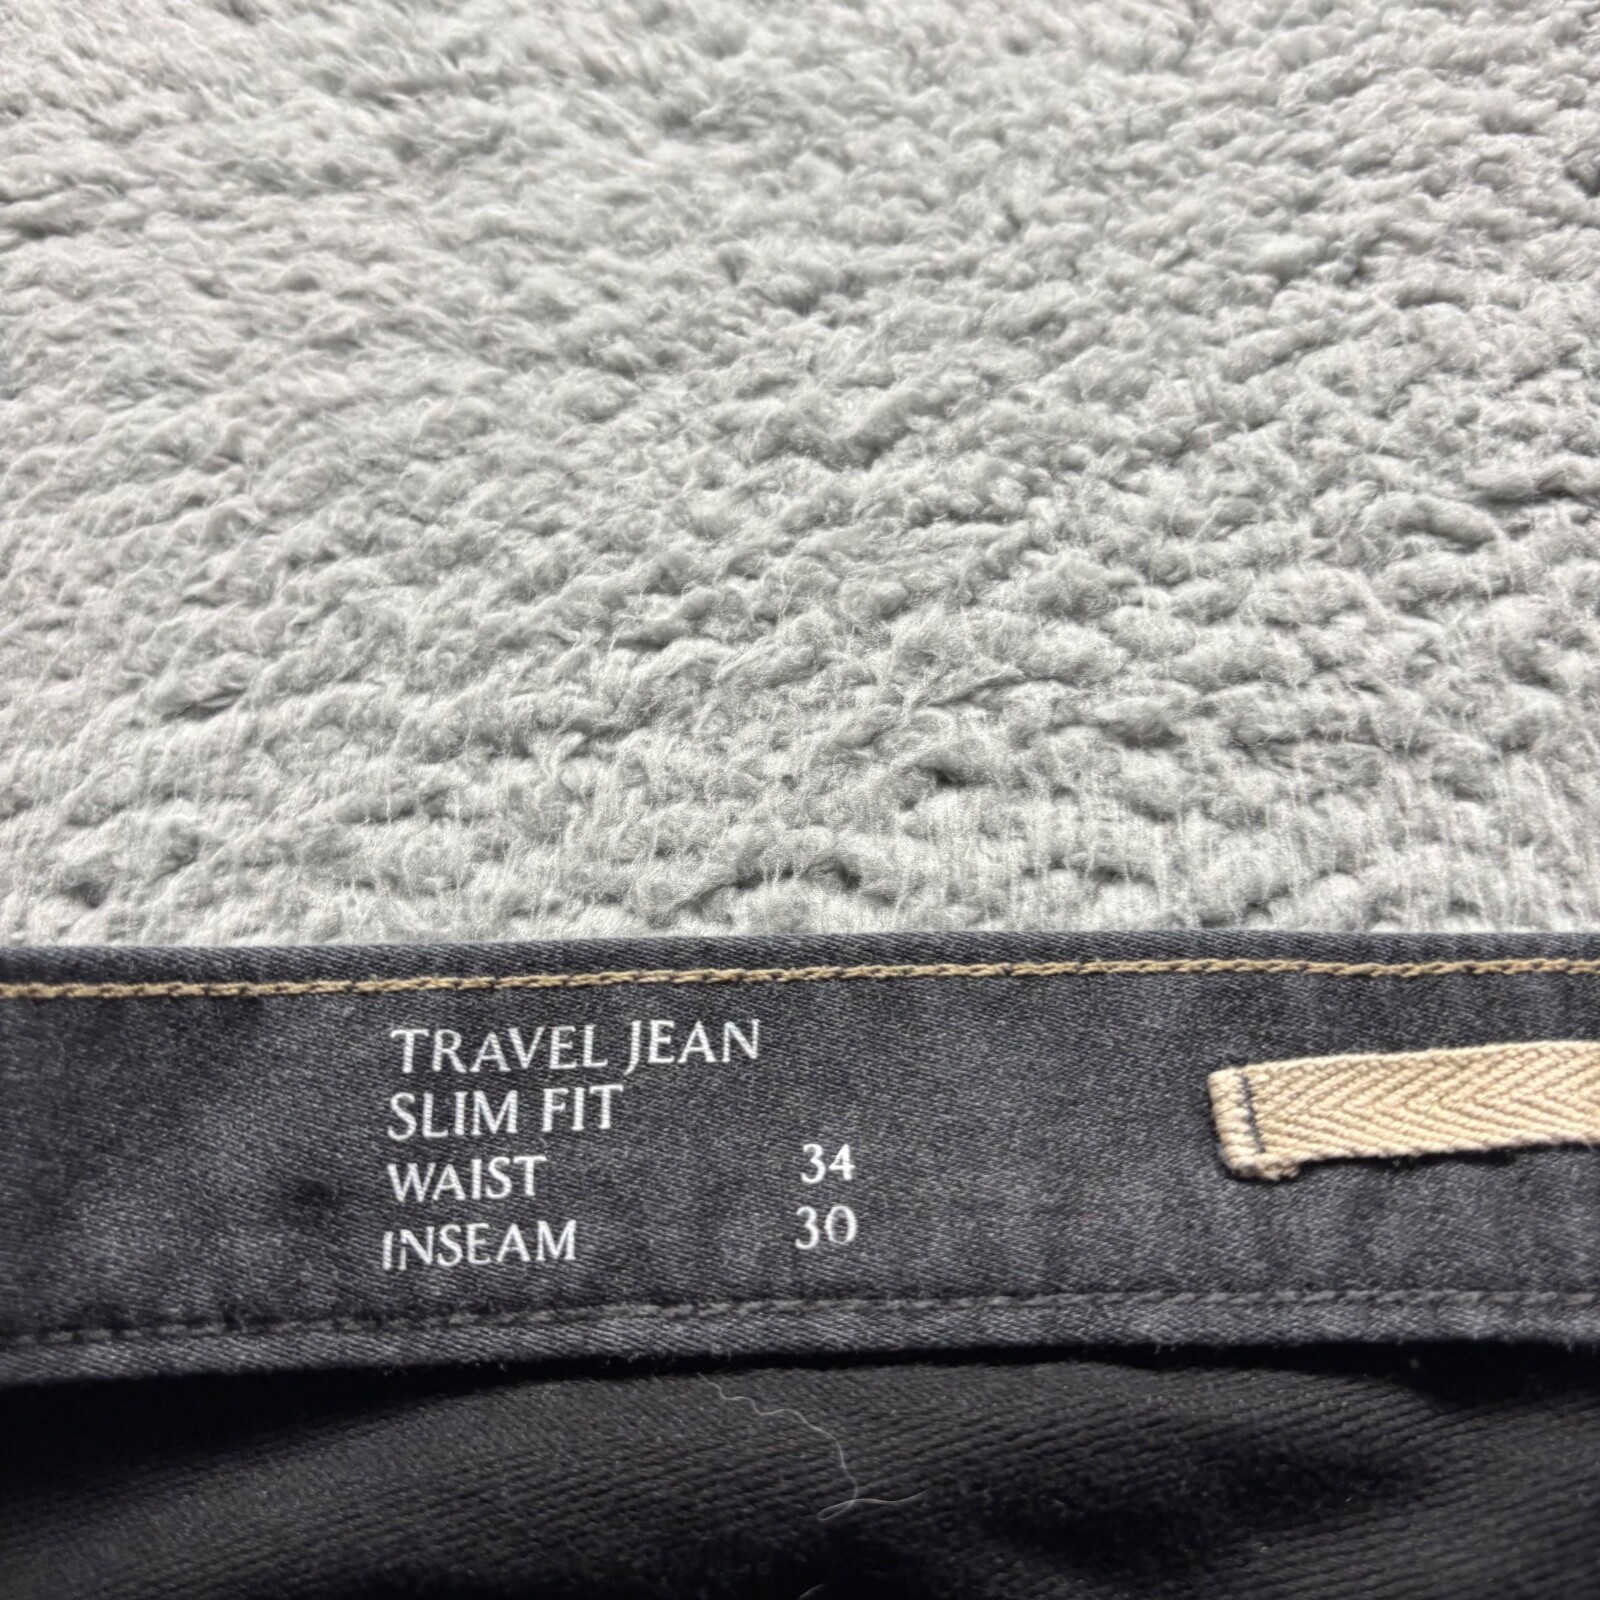 TRAVEL JEAN
SLIM FIT
WAIST 34
INSEAM 30